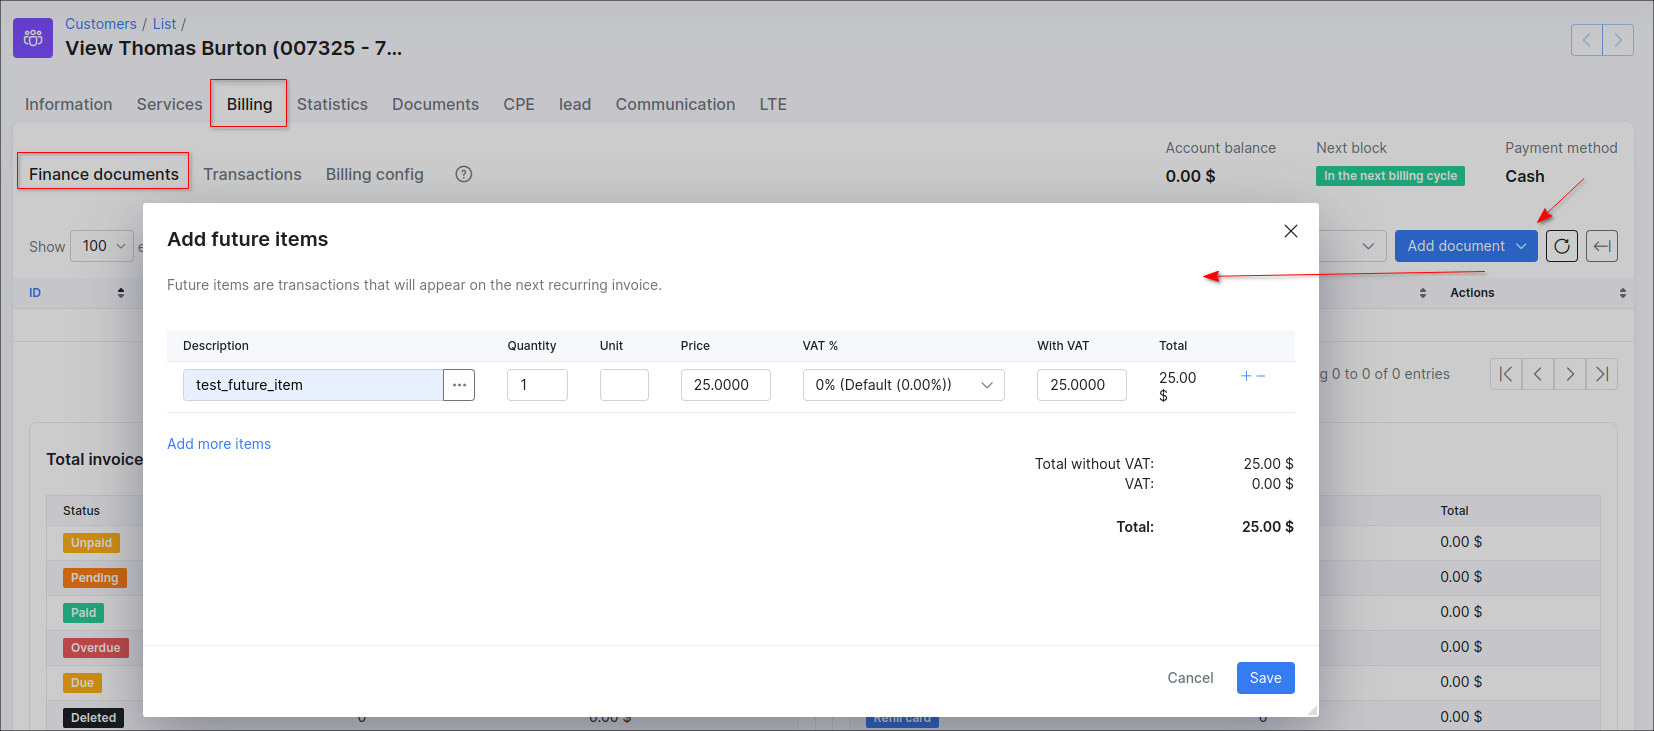 Customers / List /
View Thomas Burton (007325 - 7...
Information Services Billing Statistics Documents CPE lead Communication LTE
Account balance Next block Payment method
Finance documents Transactions Billing config ?
0.00 $ In the next billing cycle Cash
Show 100
Add document
ID Actions
Add future items
Future items are transactions that will appear on the next recurring invoice.
Description Quantity Unit Price VAT % With VAT Total
test_future_item ... 1 25.0000 0% (Default (0.00%)) 25.0000 25.00 $ + −
g 0 to 0 of 0 entries
Add more items
Total without VAT: 25.00 $
VAT: 0.00 $
Total: 25.00 $
Total invoice
Status Total
Unpaid 0.00 $
Pending 0.00 $
Paid 0.00 $
Overdue 0.00 $
Due 0.00 $
Deleted 0 0.00 $ Refill card 0 0.00 $
Cancel Save